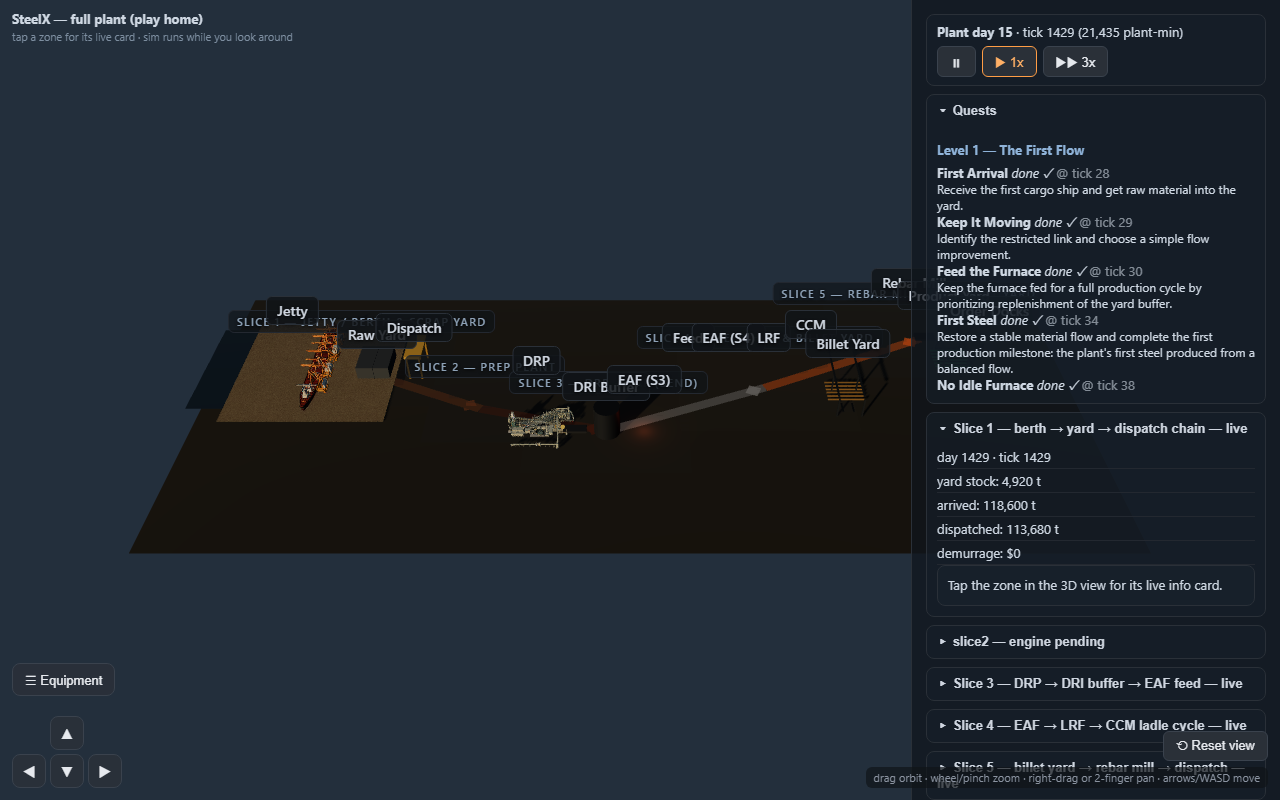 SteelX — full plant (play home)
tap a zone for its live card · sim runs while you look around
Jetty
Raw Yard
Dispatch
SLICE 2 — PREP
DRP
SLICE 3
EAF (S3)
SLICE 5 — REBAR
CCM
EAF (S4)
LRF
Billet Yard
☰ Equipment
▲
◀ ▼ ▶
Plant day 15 · tick 1429 (21,435 plant-min)
⏸ ▶ 1x ▶▶ 3x
▾ Quests
Level 1 — The First Flow
First Arrival done ✓ @ tick 28
Receive the first cargo ship and get raw material into the
yard.
Keep It Moving done ✓ @ tick 29
Identify the restricted link and choose a simple flow
improvement.
Feed the Furnace done ✓ @ tick 30
Keep the furnace fed for a full production cycle by
prioritizing replenishment of the yard buffer.
First Steel done ✓ @ tick 34
Restore a stable material flow and complete the first
production milestone: the plant's first steel produced from a
balanced flow.
No Idle Furnace done ✓ @ tick 38
▾ Slice 1 — berth → yard → dispatch chain — live
day 1429 · tick 1429
yard stock: 4,920 t
arrived: 118,600 t
dispatched: 113,680 t
demurrage: $0
Tap the zone in the 3D view for its live info card.
▸ slice2 — engine pending
▸ Slice 3 — DRP → DRI buffer → EAF feed — live
▸ Slice 4 — EAF → LRF → CCM ladle cycle — live
⟲ Reset view
▸ Slice 5 — billet yard → rebar mill → dispatch —
live
drag orbit · wheel/pinch zoom · right-drag or 2-finger pan · arrows/WASD move